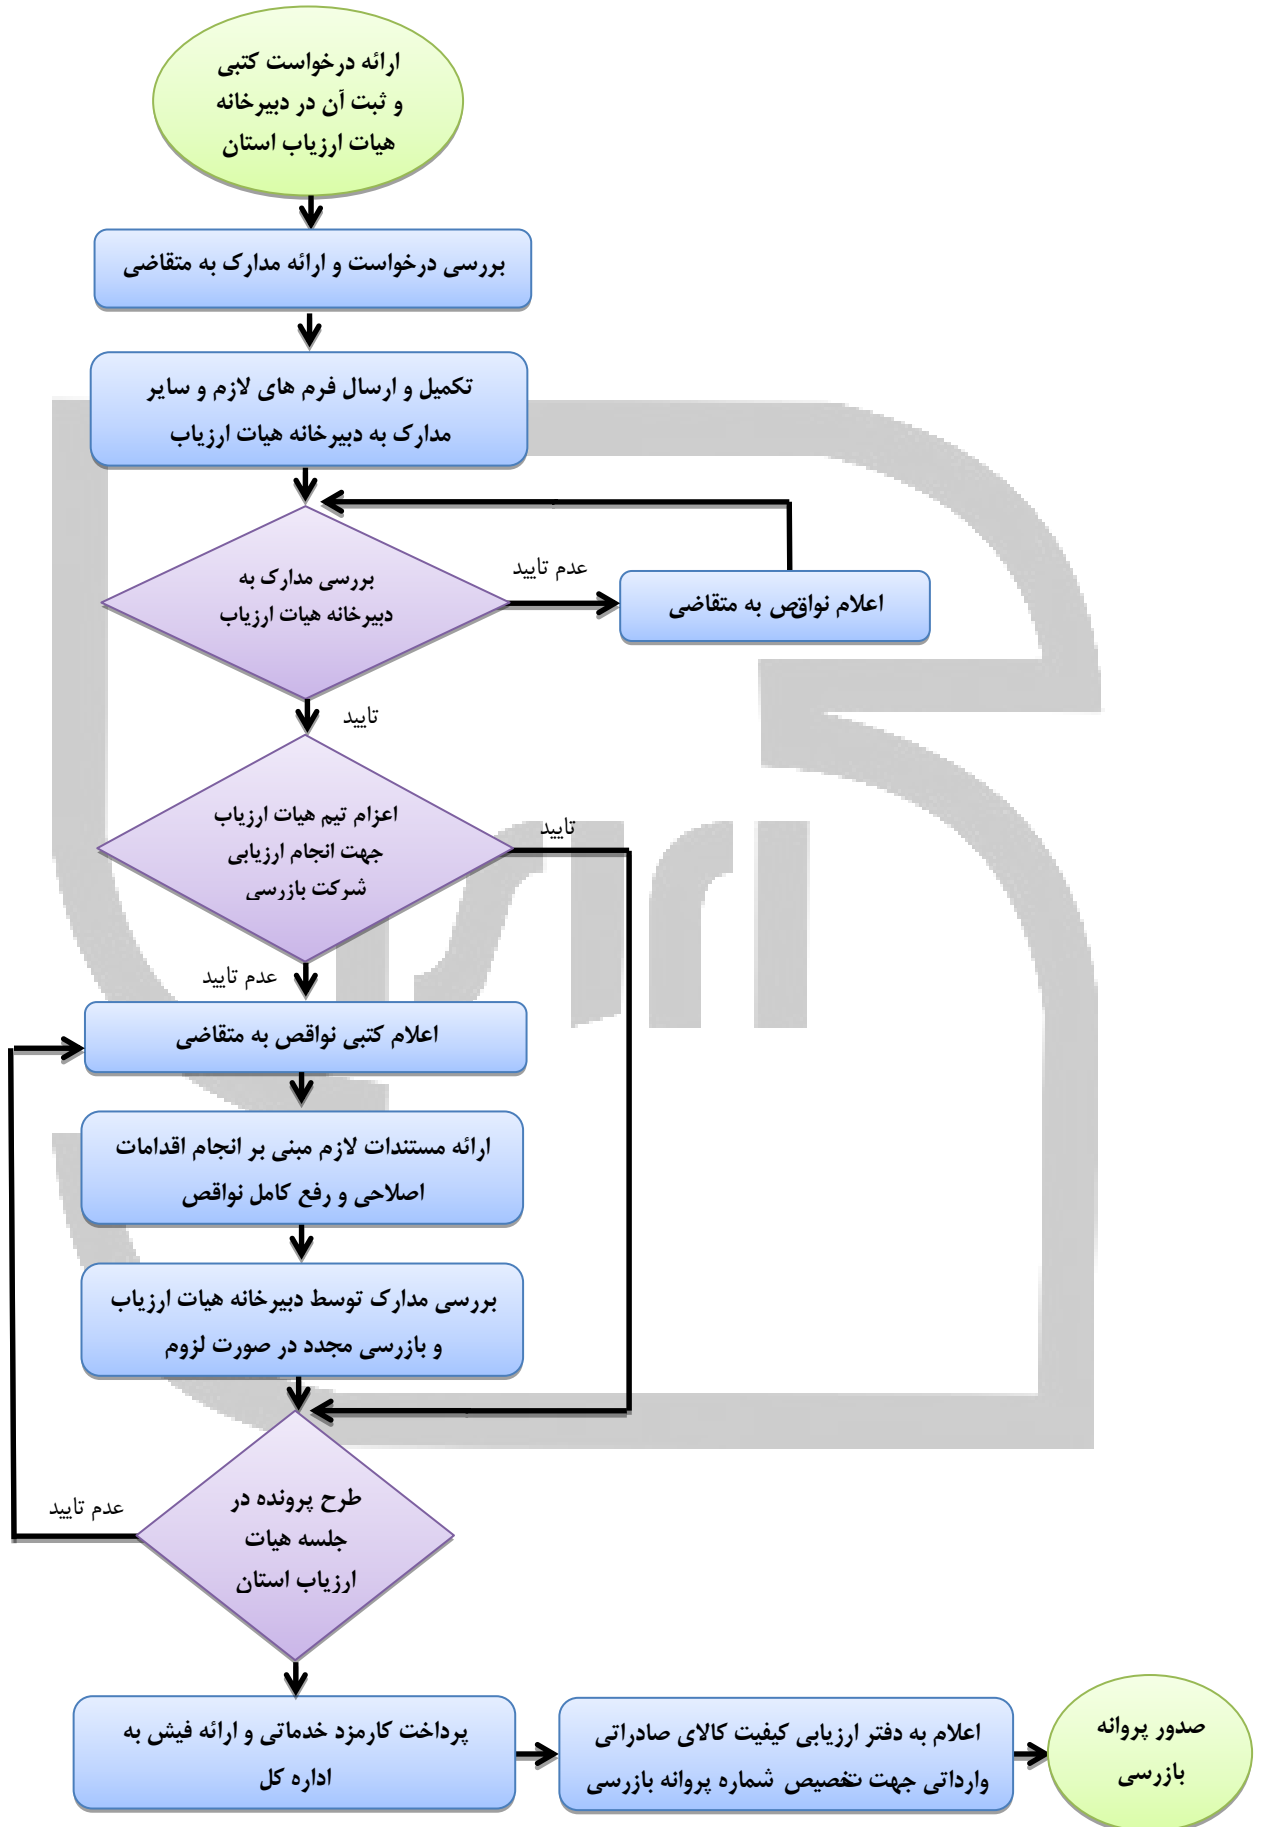 ارائه درخواست کتبی
و ثبت آن در دبیرخانه
هیات ارزیاب استان
بررسی درخواست و ارائه مدارک به متقاضی
تکمیل و ارسال فرم های لازم و سایر
مدارک به دبیرخانه هیات ارزیاب
بررسی مدارک به
دبیرخانه هیات ارزیاب
عدم تایید
اعلام نواقص به متقاضی
تایید
اعزام تیم هیات ارزیاب
جهت انجام ارزیابی
شرکت بازرسی
تایید
عدم تایید
اعلام کتبی نواقص به متقاضی
ارائه مستندات لازم مبنی بر انجام اقدامات
اصلاحی و رفع کامل نواقص
بررسی مدارک توسط دبیرخانه هیات ارزیاب
و بازرسی مجدد در صورت لزوم
طرح پرونده در
جلسه هیات
ارزیاب استان
عدم تایید
پرداخت کارمزد خدماتی و ارائه فیش به
اداره کل
اعلام به دفتر ارزیابی کیفیت کالای صادراتی
وارداتی جهت تخصیص شماره پروانه بازرسی
صدور پروانه
بازرسی
isiri